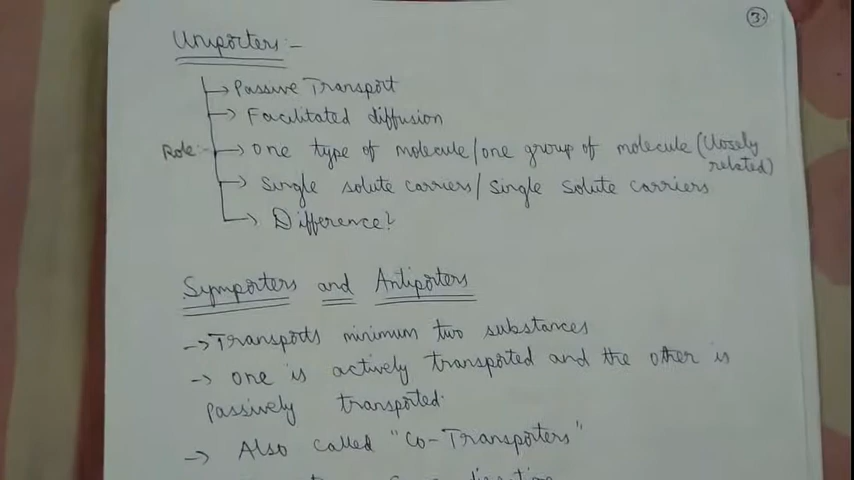 3.
Uniporters:-
→ Passive Transport
→ Facilitated diffusion
Role:- → One type of molecule/one group of molecule (Closely related)
→ Single solute carriers/Single solute carriers
→ Difference?
Symporters and Antiporters
→ Transports minimum two substances
→ One is actively transported and the other is
passively transported.
→ Also called "Co-Transporters"